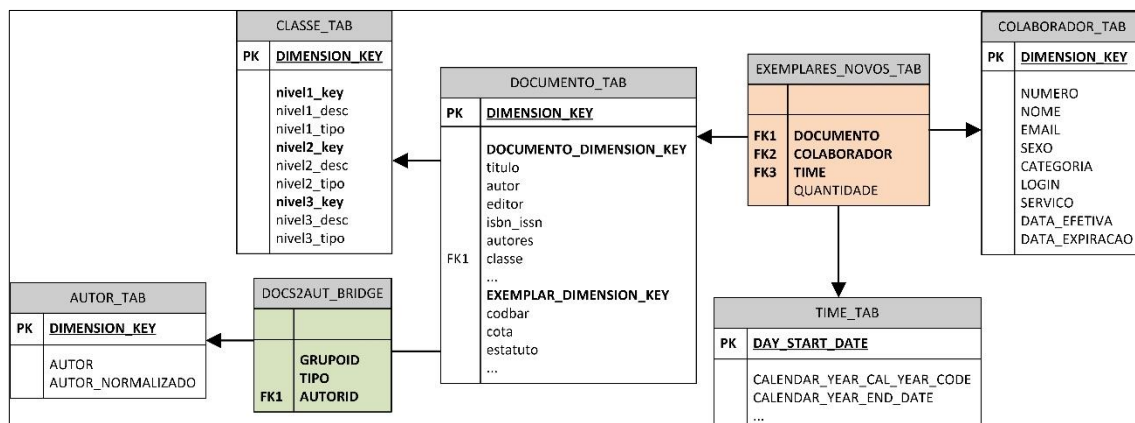 CLASSE_TAB
PK DIMENSION_KEY
nivel1_key
nivel1_desc
nivel1_tipo
nivel2_key
nivel2_desc
nivel2_tipo
nivel3_key
nivel3_desc
nivel3_tipo
DOCUMENTO_TAB
PK DIMENSION_KEY
DOCUMENTO_DIMENSION_KEY
titulo
autor
editor
isbn_issn
autores
FK1 classe
...
EXEMPLAR_DIMENSION_KEY
codbar
cota
estatuto
...
EXEMPLARES_NOVOS_TAB
FK1 DOCUMENTO
FK2 COLABORADOR
FK3 TIME
QUANTIDADE
COLABORADOR_TAB
PK DIMENSION_KEY
NUMERO
NOME
EMAIL
SEXO
CATEGORIA
LOGIN
SERVICO
DATA_EFETIVA
DATA_EXPIRACAO
AUTOR_TAB
PK DIMENSION_KEY
AUTOR
AUTOR_NORMALIZADO
DOCS2AUT_BRIDGE
GRUPOID
TIPO
FK1 AUTORID
TIME_TAB
PK DAY_START_DATE
CALENDAR_YEAR_CAL_YEAR_CODE
CALENDAR_YEAR_END_DATE
...